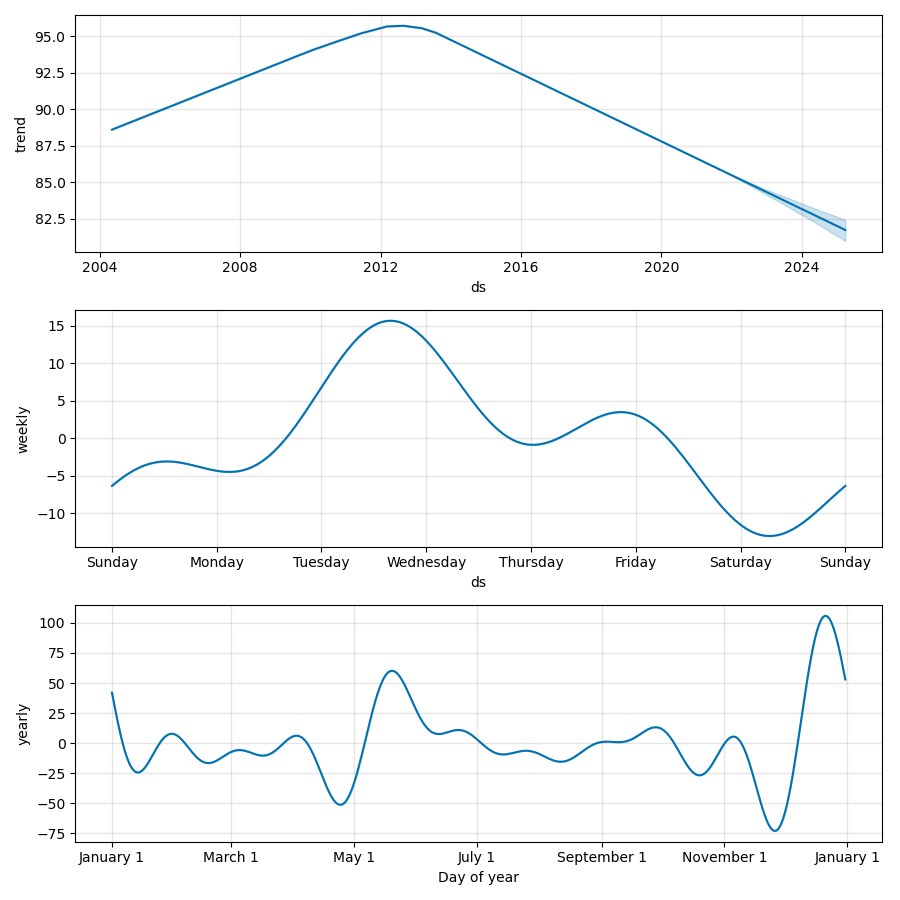 95.0
92.5
90.0
87.5
85.0
82.5
trend
2004 2008 2012 2016 2020 2024
ds
15
10
5
0
−5
−10
weekly
Sunday Monday Tuesday Wednesday Thursday Friday Saturday Sunday
ds
100
75
50
25
0
−25
−50
−75
yearly
January 1 March 1 May 1 July 1 September 1 November 1 January 1
Day of year